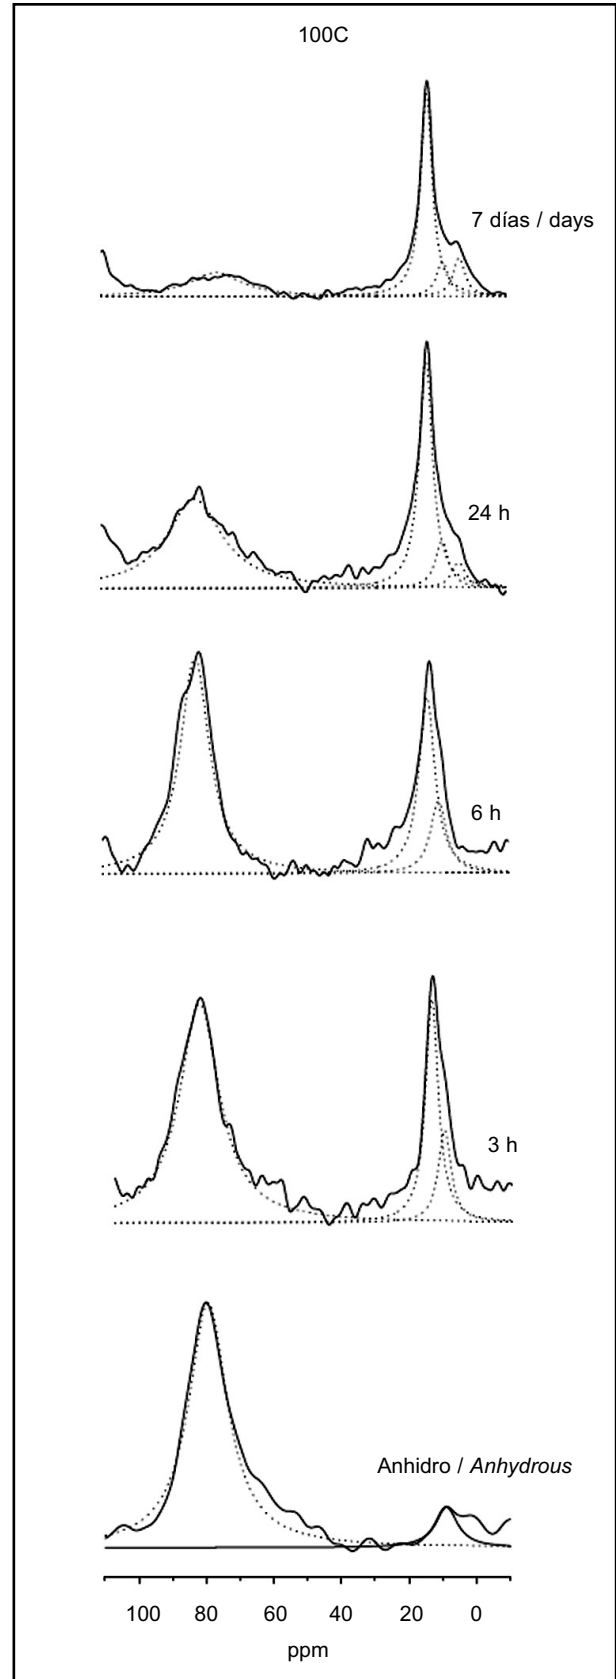 100C
7 días / days
24 h
6 h
3 h
Anhidro / Anhydrous
100 80 60 40 20 0
ppm